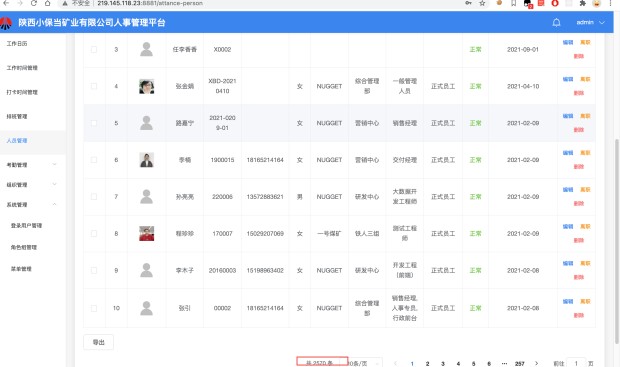 不安全 219.145.118.23:8881/attance-person
陕西小保当矿业有限公司人事管理平台 admin
工作日历
工作时间管理
打卡时间管理
排班管理
人员管理
考勤管理
组织管理
系统管理
登录用户管理
角色组管理
菜单管理
3 任李香香 X0002 正常 2021-09-01 编辑 离职
删除
4 张金娟 XBD-20210410 女 NUGGET 综合管理部 一般管理人员 正式员工 正常 2021-04-10 编辑 离职
删除
5 路嘉宁 2021-0209-01 女 NUGGET 营销中心 销售经理 正式员工 正常 2021-02-09 编辑 离职
删除
6 李楠 1900015 18165214164 女 NUGGET 营销中心 交付经理 正式员工 正常 2021-02-09 编辑 离职
删除
7 孙亮亮 220006 13572883621 男 NUGGET 研发中心 大数据开发工程师 正式员工 正常 2021-02-09 编辑 离职
删除
8 程珍珍 170007 15029207069 女 一号煤矿 铁人三组 测试工程师 正式员工 正常 2021-02-09 编辑 离职
删除
9 李木子 20160003 15198963402 女 NUGGET 研发中心 开发工程(前端) 正式员工 正常 2021-02-08 编辑 离职
删除
10 张引 00002 18165214164 女 NUGGET 综合管理部 销售经理,人事专员,行政前台 正式员工 正常 2021-02-08 编辑 离职
删除
导出
共 2570 条 10条/页 < 1 2 3 4 5 6 ··· 257 > 前往 1 页